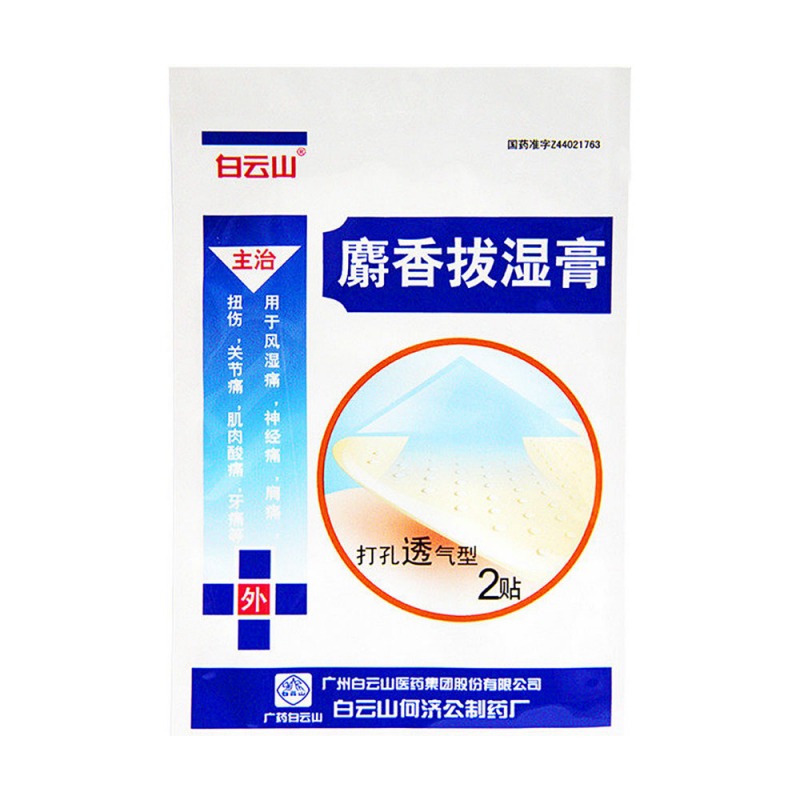 白云山®
国药准字Z44021763
麝香拔湿膏
主治
用于风湿痛,神经痛,肩痛,
扭伤,关节痛,肌肉酸痛,牙痛等
打孔透气型
2贴
外
白云山
广药白云山
广州白云山医药集团股份有限公司
白云山何济公制药厂